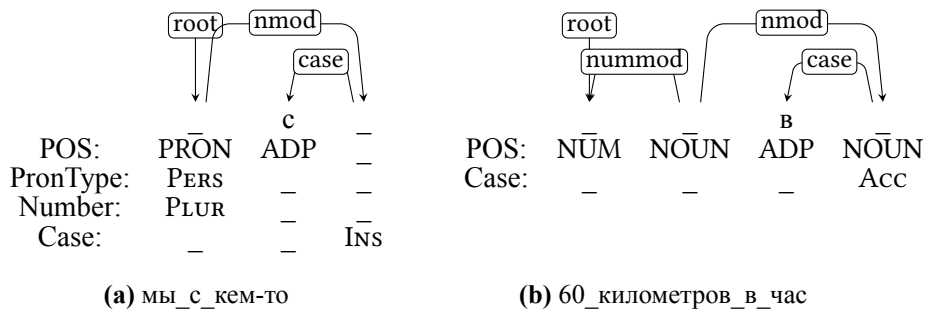 root nmod root nmod
case nummod case
_ с _ _ _ в _
POS: PRON ADP _ POS: NUM NOUN ADP NOUN
PronType: PERS _ _ Case: _ _ _ ACC
Number: PLUR _ _
Case: _ _ INS
(a) мы_с_кем-то (b) 60_километров_в_час